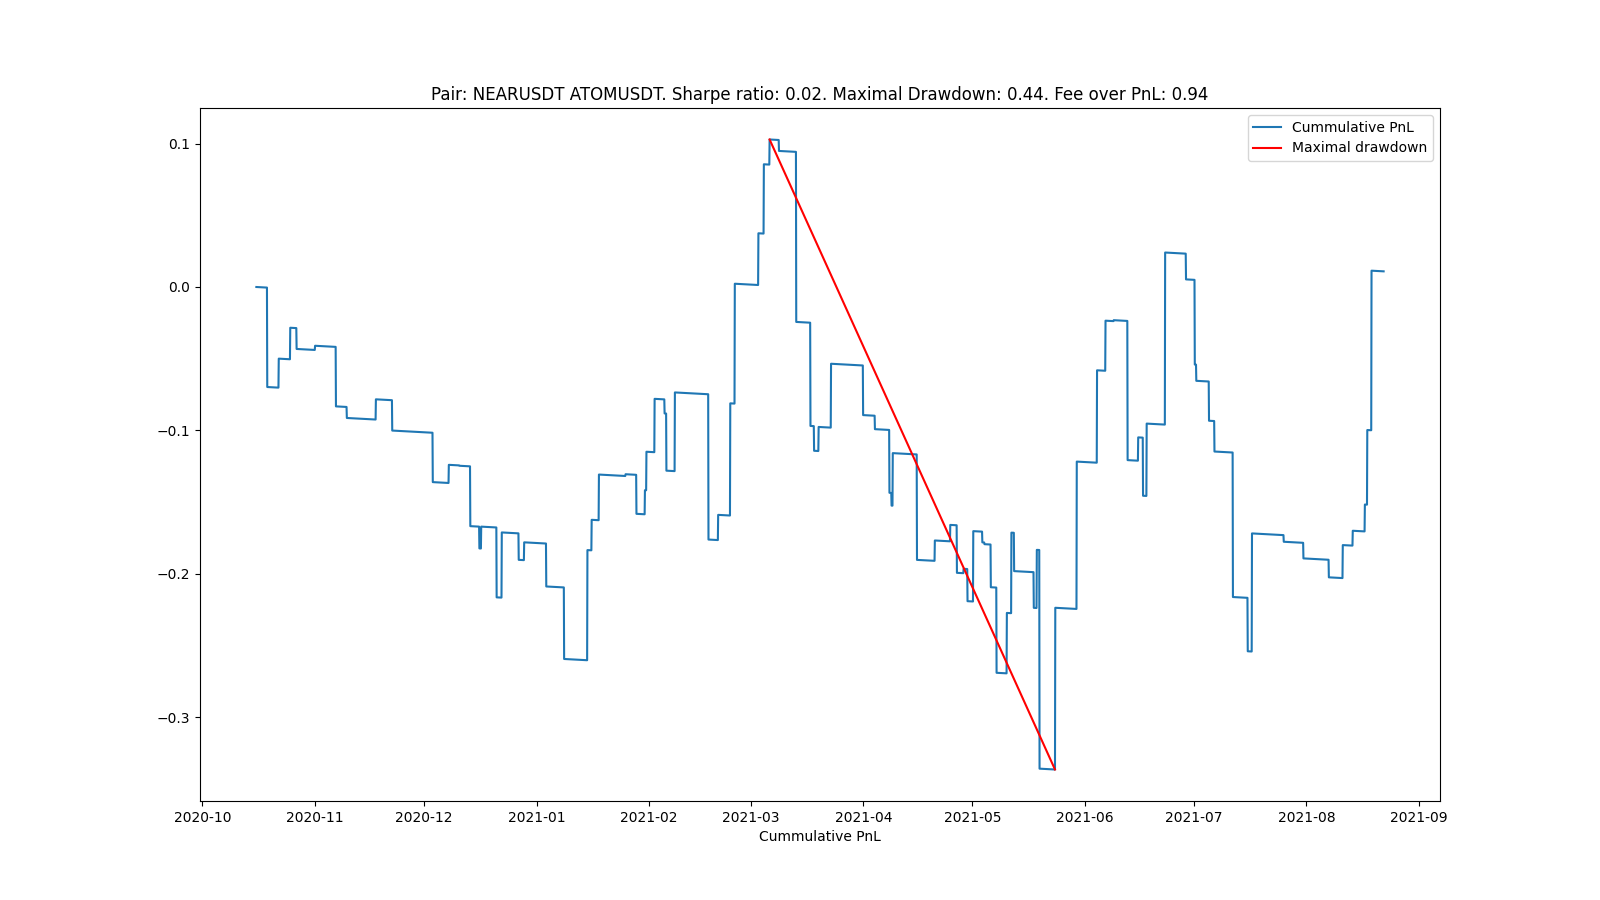 Pair: NEARUSDT ATOMUSDT. Sharpe ratio: 0.02. Maximal Drawdown: 0.44. Fee over PnL: 0.94
Cummulative PnL
Maximal drawdown
0.1
0.0
−0.1
−0.2
−0.3
2020-10 2020-11 2020-12 2021-01 2021-02 2021-03 2021-04 2021-05 2021-06 2021-07 2021-08 2021-09
Cummulative PnL